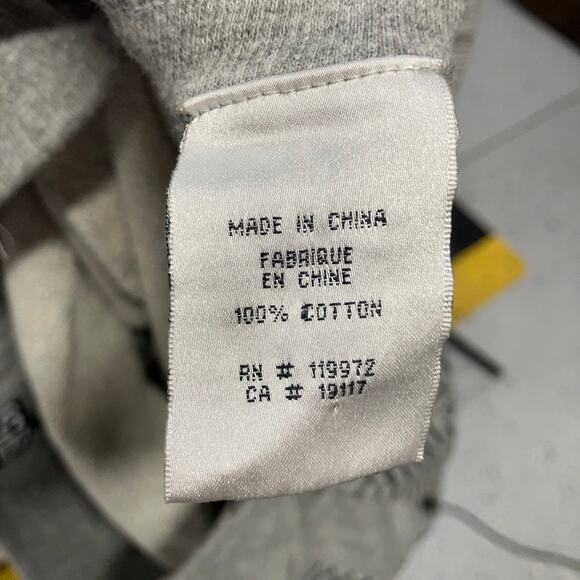 MADE IN CHINA
FABRIQUE
EN CHINE
100% COTTON
RN # 119972
CA # 19117